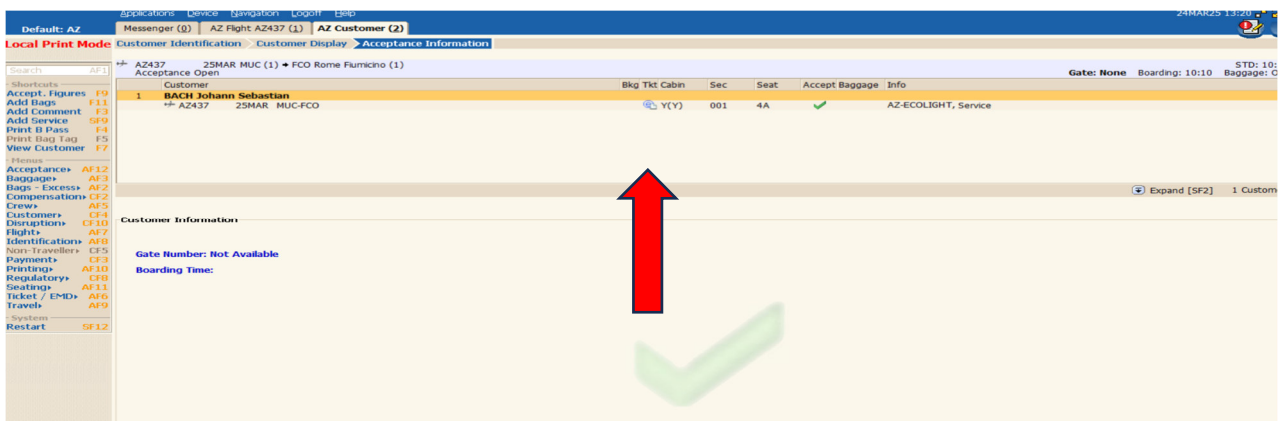 Applications Device Navigation Logoff Help 24MAR25 13:20
Default: AZ Messenger (0) AZ Flight AZ437 (1) AZ Customer (2)
Local Print Mode Customer Identification Customer Display Acceptance Information
AZ437 25MAR MUC (1) → FCO Rome Fiumicino (1) STD: 10:
Search AF1 Acceptance Open Gate: None Boarding: 10:10 Baggage:
Shortcuts Customer Bkg Tkt Cabin Sec Seat Accept Baggage Info
Accept. Figures F9 1 BACH Johann Sebastian
Add Bags F11 AZ437 25MAR MUC-FCO Y(Y) 001 4A AZ-ECOLIGHT, Service
Add Comment F3
Add Service SF9
Print B Pass F4
Print Bag Tag F5
View Customer F7
Menus
Acceptance AF12
Baggage AF3
Bags - Excess AF2 Expand [SF2] 1 Custom
Compensation CF2
Crew AF5
Customer CF4 Customer Information
Disruption CF10
Flight AF7
Identification AF8
Non-Traveller CF5 Gate Number: Not Available
Payment CF3
Printing AF10 Boarding Time:
Regulatory CF8
Seating AF11
Ticket / EMD AF6
Travel AF9
System
Restart SF12